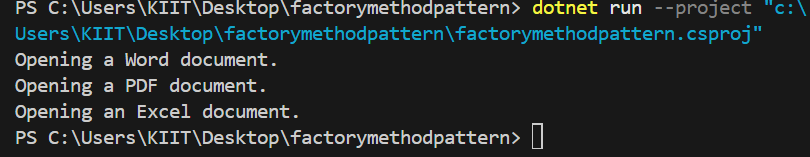 PS C:\Users\KIIT\Desktop\factorymethodpattern> dotnet run --project "c:\
Users\KIIT\Desktop\factorymethodpattern\factorymethodpattern.csproj"
Opening a Word document.
Opening a PDF document.
Opening an Excel document.
PS C:\Users\KIIT\Desktop\factorymethodpattern>